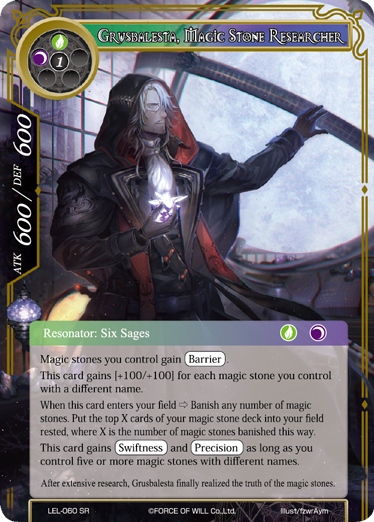 Grusbalesta, Magic Stone Researcher
1
ATK 600 / DEF 600
Resonator: Six Sages
Magic stones you control gain Barrier.
This card gains [+100/+100] for each magic stone you control
with a different name.
When this card enters your field ⇨ Banish any number of magic
stones. Put the top X cards of your magic stone deck into your field
rested, where X is the number of magic stones banished this way.
This card gains Swiftness and Precision as long as you
control five or more magic stones with different names.
After extensive research, Grusbalesta finally realized the truth of the magic stones.
LEL-060 SR
©FORCE OF WILL Co.,Ltd.
Illust/fzwrAym